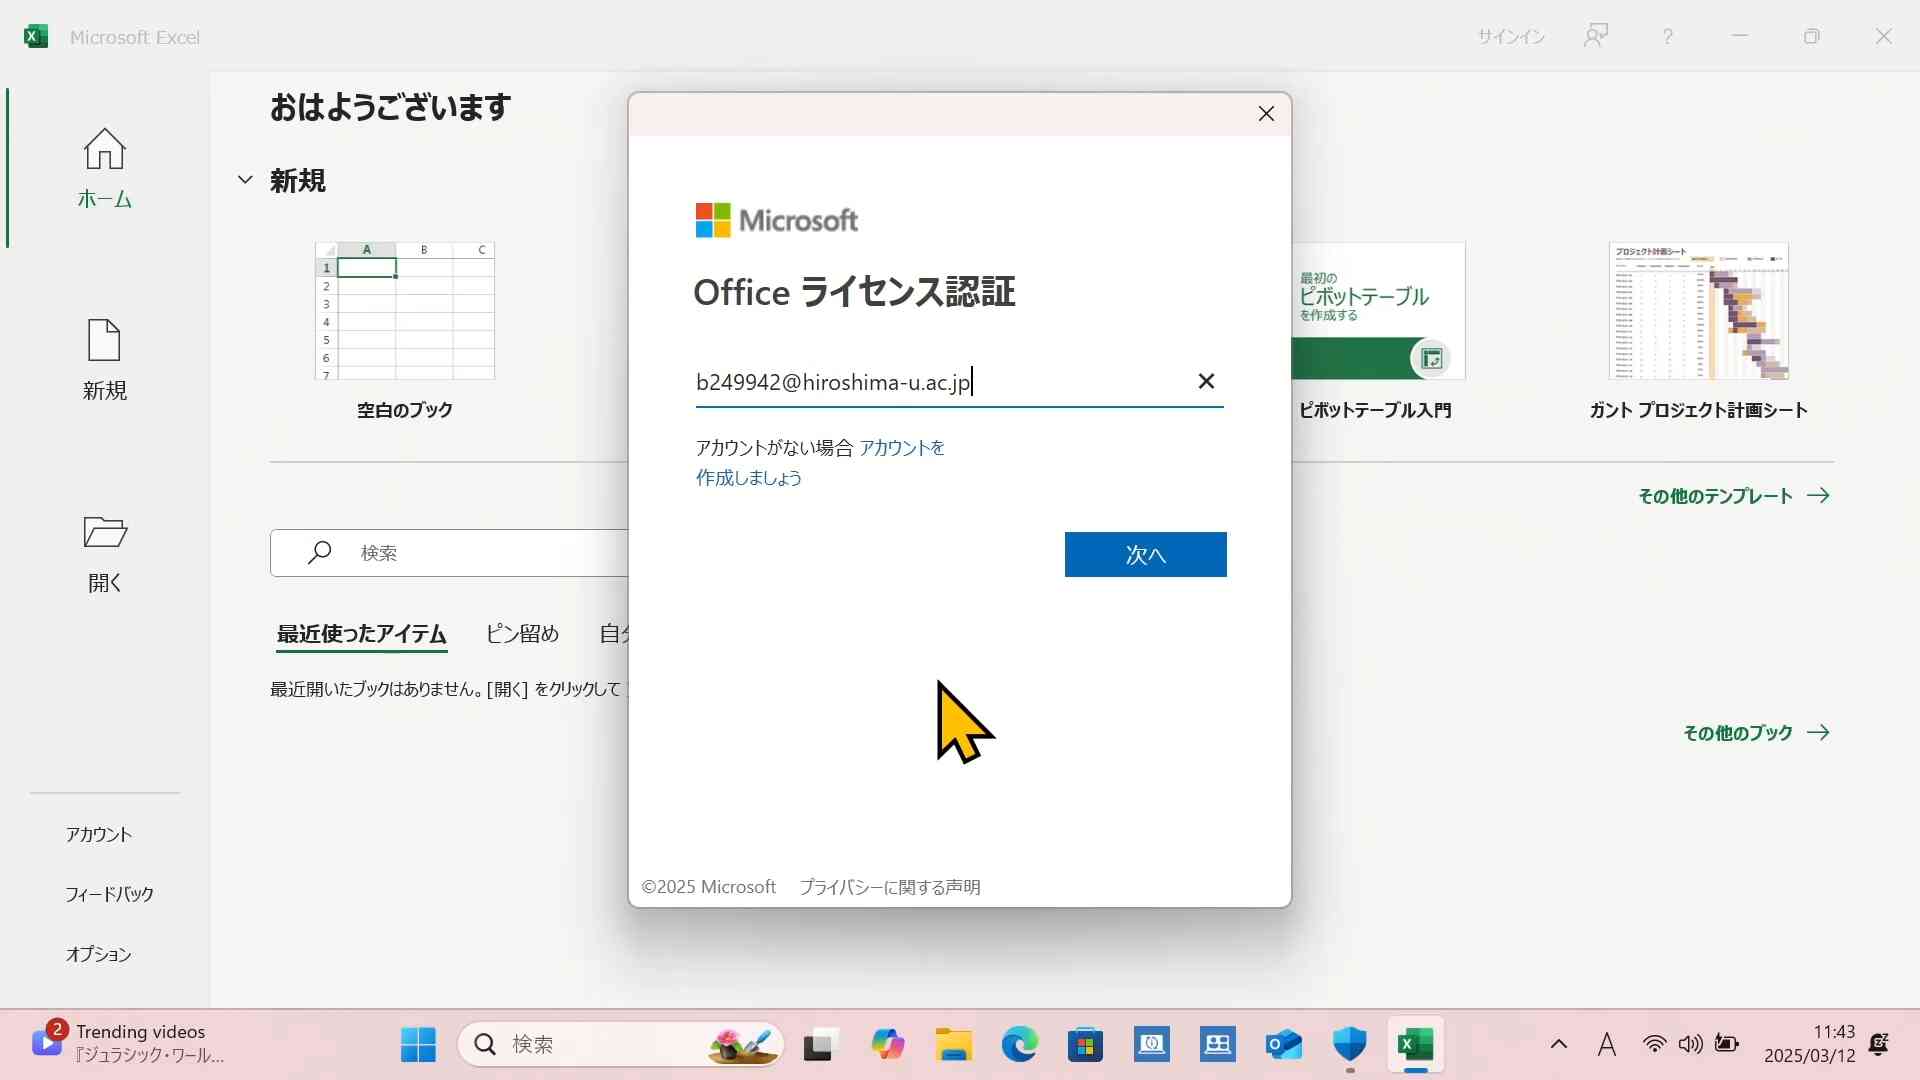 Microsoft Excel
サインイン
?
おはようございます
ホーム
新規
新規
開く
A B C
1
2
3
4
5
6
7
空白のブック
Microsoft
Office ライセンス認証
b249942@hiroshima-u.ac.jp
アカウントがない場合 アカウントを
作成しましょう
次へ
©2025 Microsoft プライバシーに関する声明
最初の
ピボットテーブル
を作成する
ピボットテーブル入門
プロジェクト計画シート
ガント プロジェクト計画シート
その他のテンプレート
検索
最近使ったアイテム ピン留め 自分
最近開いたブックはありません。[開く] をクリックして
その他のブック
アカウント
フィードバック
オプション
2
Trending videos
『ジュラシック・ワール...
検索
A
11:43
2025/03/12